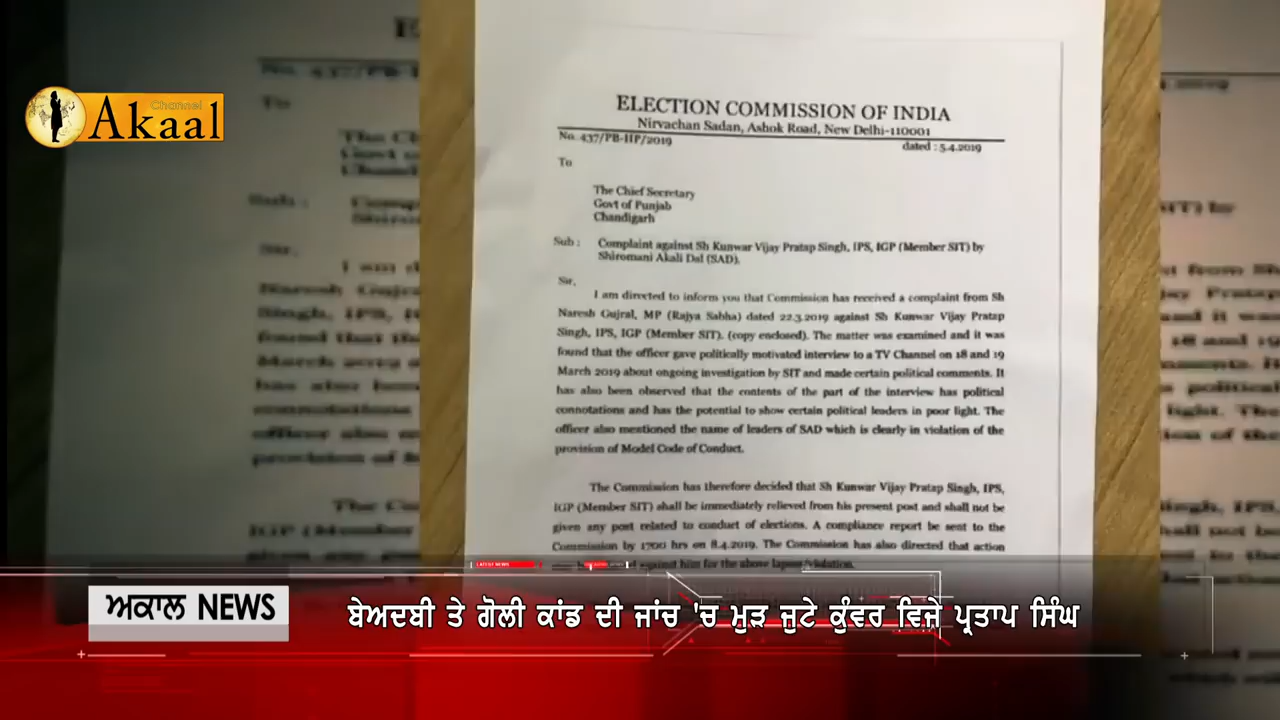 Channel
Akaal
ELECTION COMMISSION OF INDIA
Nirvachan Sadan, Ashok Road, New Delhi-110001
No. 437/PB-HP/2019
dated : 5.4.2019
To
The Chief Secretary
Govt of Punjab
Chandigarh
Sub : Complaint against Sh Kunwar Vijay Pratap Singh, IPS, IGP (Member SIT) by
Shiromani Akali Dal (SAD).
Sir,
I am directed to inform you that Commission has received a complaint from Sh
Naresh Gujral, MP (Rajya Sabha) dated 22.3.2019 against Sh Kunwar Vijay Pratap
Singh, IPS, IGP (Member SIT). (copy enclosed). The matter was examined and it was
found that the officer gave politically motivated interview to a TV Channel on 18 and 19
March 2019 about ongoing investigation by SIT and made certain political comments. It
has also been observed that the contents of the part of the interview has political
connotations and has the potential to show certain political leaders in poor light. The
officer also mentioned the name of leaders of SAD which is clearly in violation of the
provision of Model Code of Conduct.
The Commission has therefore decided that Sh Kunwar Vijay Pratap Singh, IPS,
IGP (Member SIT) shall be immediately relieved from his present post and shall not be
given any post related to conduct of elections. A compliance report be sent to the
Commission by 1700 hrs on 8.4.2019. The Commission has also directed that action
against him for the above lapse/violation.
LATEST NEWS
ਅਕਾਲ NEWS
ਬੇਅਦਬੀ ਤੇ ਗੋਲੀ ਕਾਂਡ ਦੀ ਜਾਂਚ 'ਚ ਮੁੜ ਜੁਟੇ ਕੁੰਵਰ ਵਿਜੇ ਪ੍ਰਤਾਪ ਸਿੰਘ